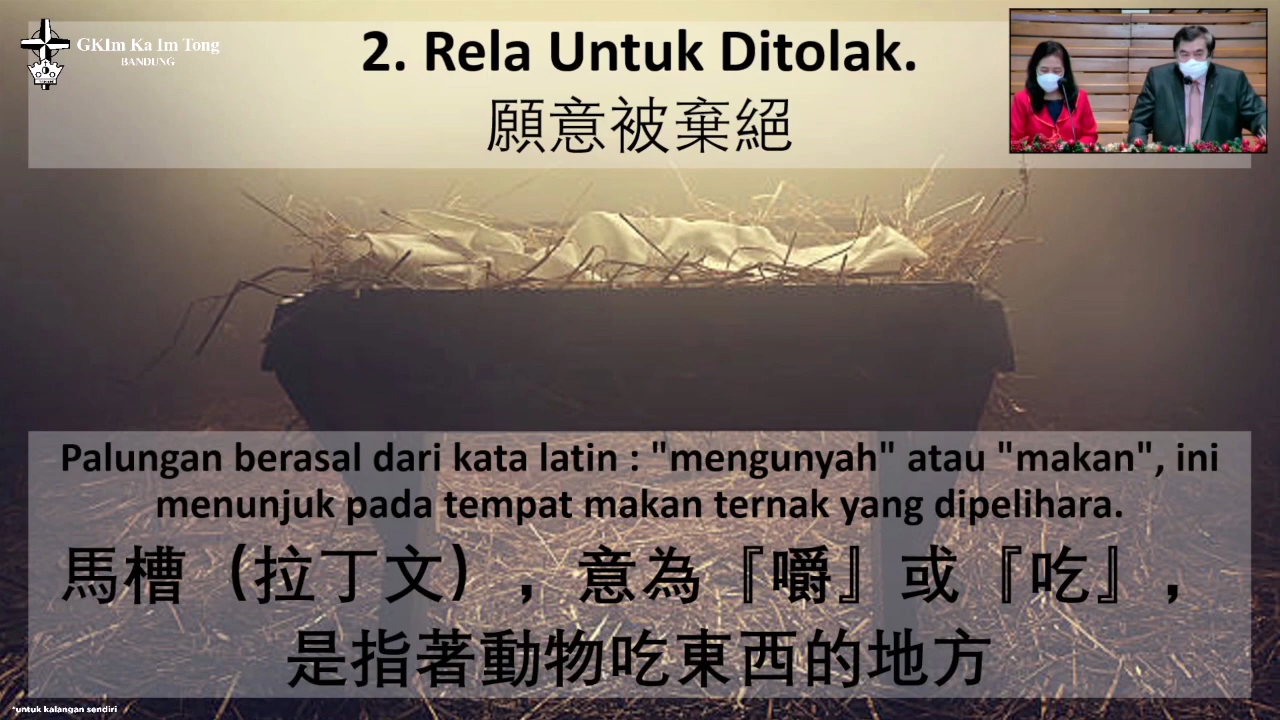 GKIm Ka Im Tong
BANDUNG
2. Rela Untuk Ditolak.
願意被棄絕
Palungan berasal dari kata latin : "mengunyah" atau "makan", ini
menunjuk pada tempat makan ternak yang dipelihara.
馬槽（拉丁文），意為『嚼』或『吃』，
是指著動物吃東西的地方
*untuk kalangan sendiri